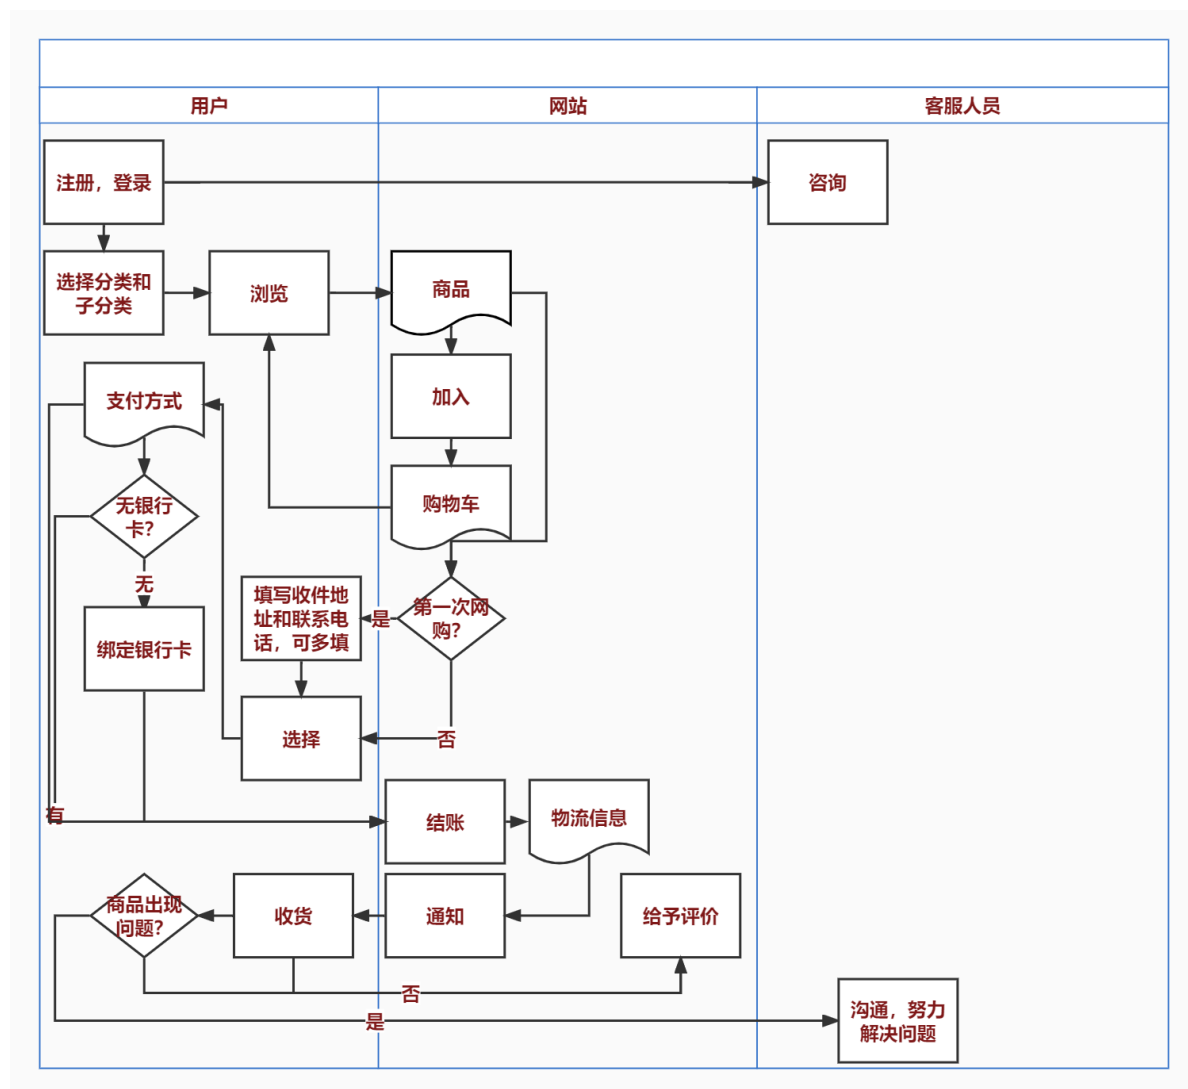 用户
网站
客服人员
注册，登录
咨询
选择分类和
子分类
浏览
商品
支付方式
加入
购物车
无银行
卡？
无
绑定银行卡
填写收件地
址和联系电
话，可多填
是
第一次网
购？
选择
否
有
结账
物流信息
商品出现
问题？
收货
通知
给予评价
否
是
沟通，努力
解决问题